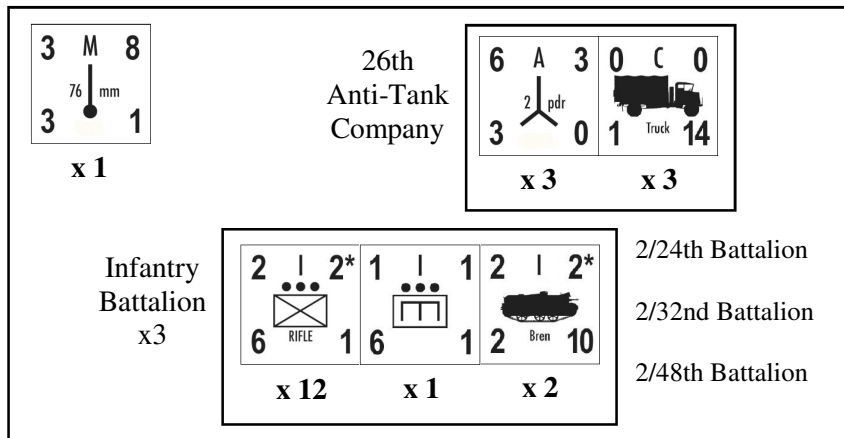 3 M 8
76 mm
3 1
x 1
26th
Anti-Tank
Company
6 A 3
2 pdr
3 0
x 3
0 C 0
Truck
1 14
x 3
Infantry
Battalion
x3
2 I 2*
RIFLE
6 1
x 12
1 I 1
6 1
x 1
2 I 2*
Bren
2 10
x 2
2/24th Battalion
2/32nd Battalion
2/48th Battalion